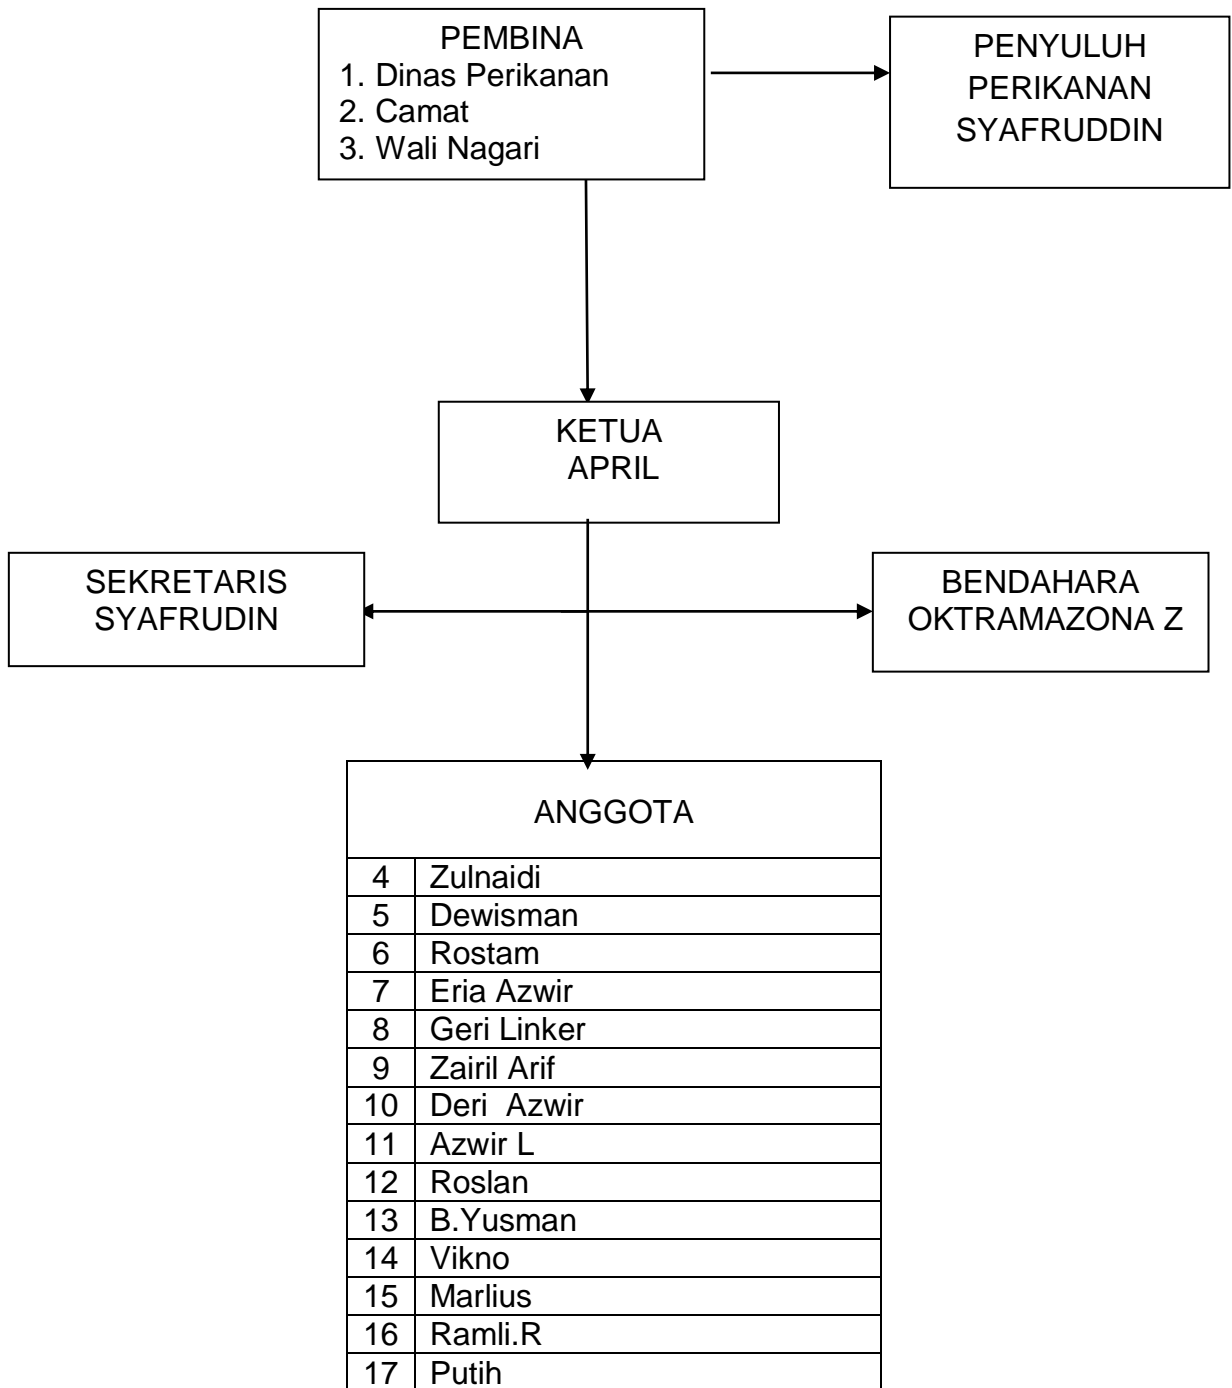 PEMBINA
1. Dinas Perikanan
2. Camat
3. Wali Nagari
PENYULUH
PERIKANAN
SYAFRUDDIN
KETUA
APRIL
SEKRETARIS
SYAFRUDIN
BENDAHARA
OKTRAMAZONA Z
ANGGOTA
4 Zulnaidi
5 Dewisman
6 Rostam
7 Eria Azwir
8 Geri Linker
9 Zairil Arif
10 Deri  Azwir
11 Azwir L
12 Roslan
13 B.Yusman
14 Vikno
15 Marlius
16 Ramli.R
17 Putih